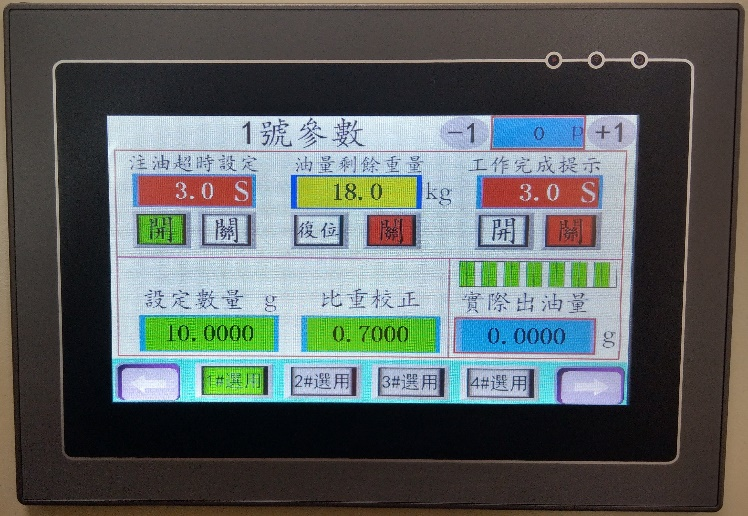 1號參數 -1 0 P +1
注油超時設定 油量剩餘重量 工作完成提示
3.0 S 18.0 kg 3.0 S
開 關 復位 關 開 關
設定數量 g 比重校正 實際出油量
10.0000 0.7000 0.0000 g
1#選用 2#選用 3#選用 4#選用